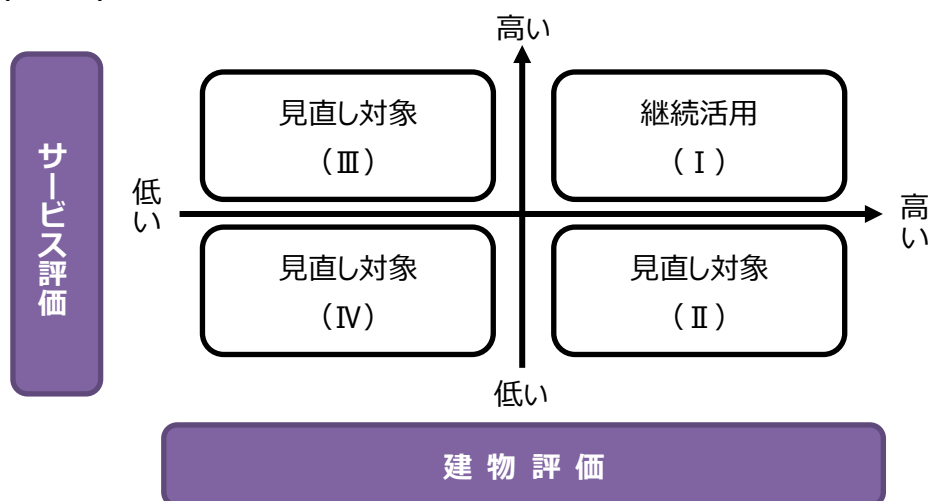 高い
見直し対象
（Ⅲ）
継続活用
（Ⅰ）
サービス評価
低い
高い
見直し対象
（Ⅳ）
見直し対象
（Ⅱ）
低い
建物評価